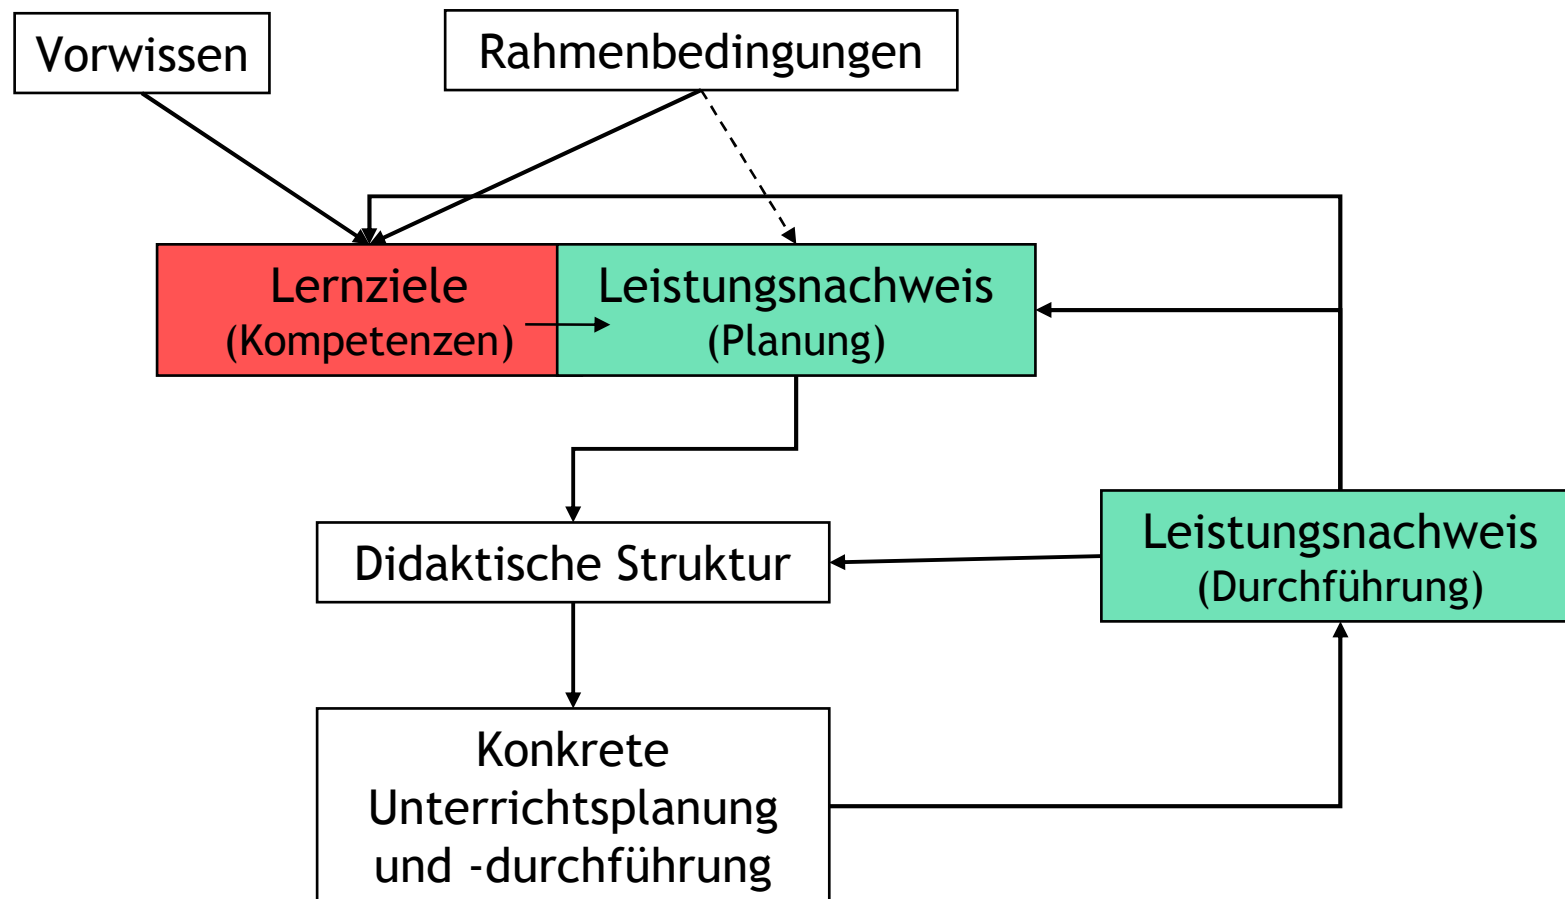 Vorwissen
Rahmenbedingungen
Lernziele
(Kompetenzen)
Leistungsnachweis
(Planung)
Didaktische Struktur
Leistungsnachweis
(Durchführung)
Konkrete
Unterrichtsplanung
und -durchführung